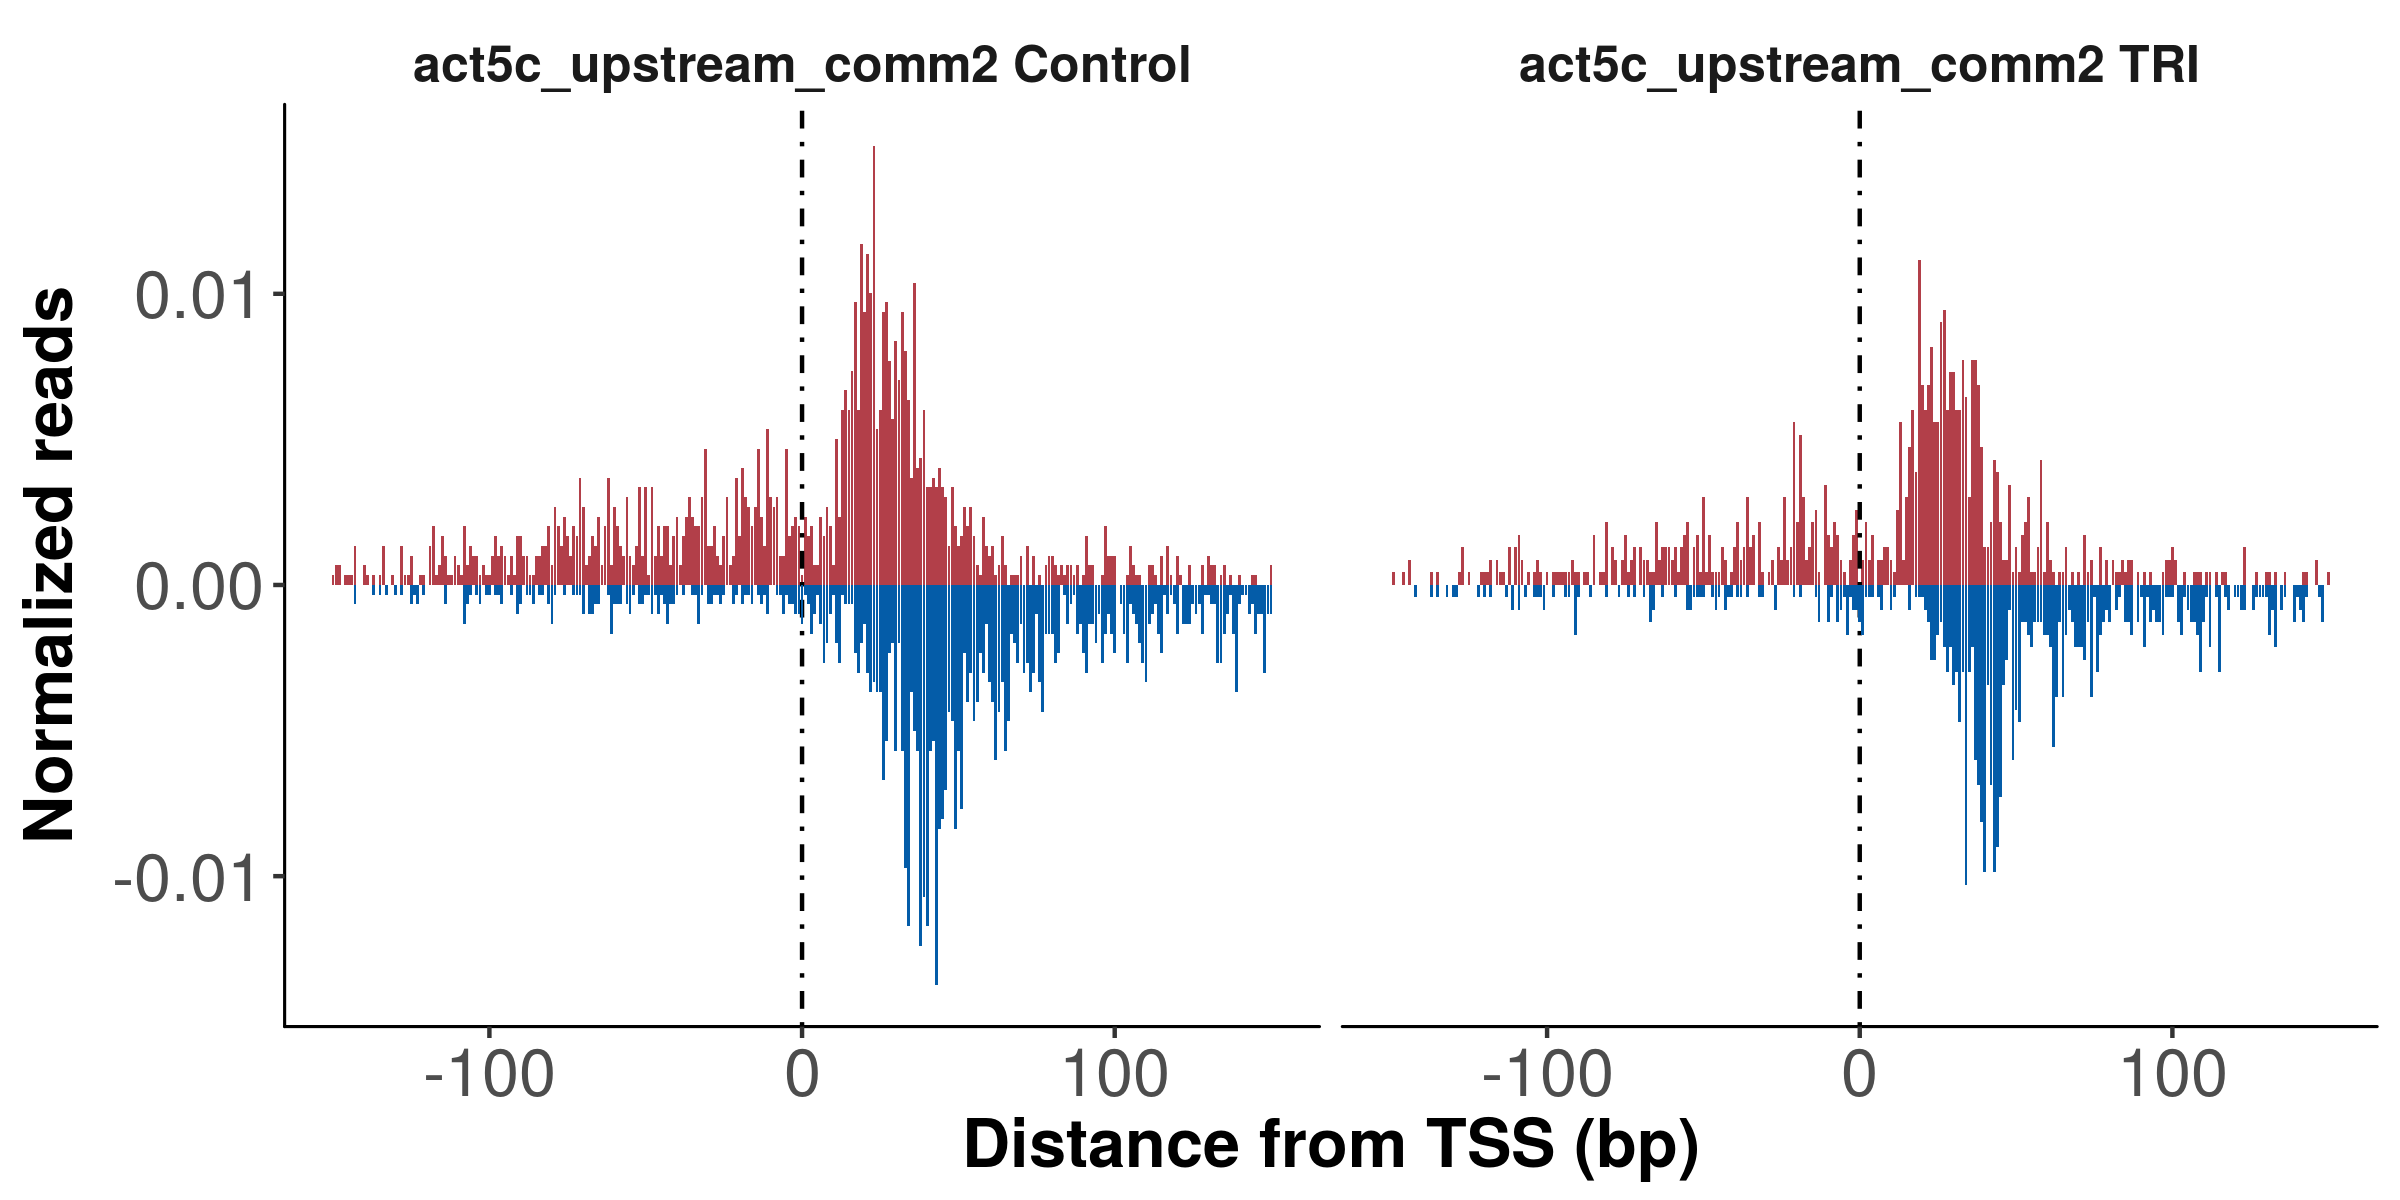 act5c_upstream_comm2 Control
act5c_upstream_comm2 TRI
Normalized reads
0.01
0.00
-0.01
-100
0
100
-100
0
100
Distance from TSS (bp)